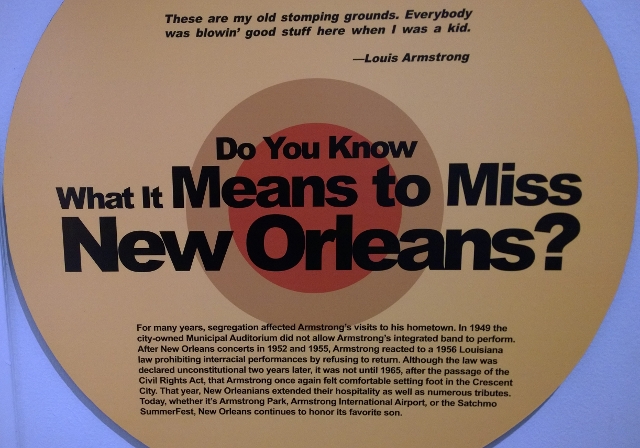 These are my old stomping grounds. Everybody
was blowin' good stuff here when I was a kid.
—Louis Armstrong
Do You Know
What It Means to Miss
New Orleans?
For many years, segregation affected Armstrong's visits to his hometown. In 1949 the
city-owned Municipal Auditorium did not allow Armstrong's integrated band to perform.
After New Orleans concerts in 1952 and 1955, Armstrong reacted to a 1956 Louisiana
law prohibiting interracial performances by refusing to return. Although the law was
declared unconstitutional two years later, it was not until 1965, after the passage of the
Civil Rights Act, that Armstrong once again felt comfortable setting foot in the Crescent
City. That year, New Orleanians extended their hospitality as well as numerous tributes.
Today, whether it's Armstrong Park, Armstrong International Airport, or the Satchmo
SummerFest, New Orleans continues to honor its favorite son.